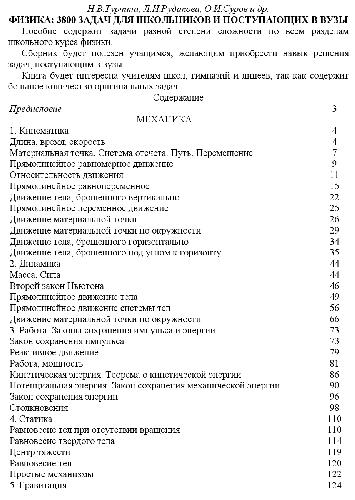 Н.В.Турчина, Л.И.Рудакова, О.И.Суров и др.
ФИЗИКА: 3800 ЗАДАЧ ДЛЯ ШКОЛЬНИКОВ И ПОСТУПАЮЩИХ В ВУЗЫ
Пособие содержит задачи разной степени сложности по всем разделам
школьного курса физики.
Сборник будет полезен учащимся, желающим приобрести навык решения
задач, поступающим в вузы.
Книга будет интересна учителям школ, гимназий и лицеев, так как содержит
большое количество оригинальных задач.
Содержание
Предисловие 3
МЕХАНИКА
1. Кинематика 4
Длина, время, скорость 4
Материальная точка. Система отсчета. Путь. Перемещение 7
Прямолинейное равномерное движение 9
Относительность движения 11
Прямолинейное равнопеременное 15
Движение тела, брошенного вертикально 22
Прямолинейное переменное движение 25
Движение материальной точки 26
Движение материальной точки по окружности 29
Движение тела, брошенного горизонтально 34
Движение тела, брошенного под углом к горизонту 35
2. Динамика 44
Масса. Сила 44
Второй закон Ньютона 46
Прямолинейное движение тела 49
Прямолинейное движение системы тел 56
Движение материальной точки по окружности 66
3. Работа. Законы сохранения импульса и энергии 73
Закон сохранения импульса 73
Реактивное движение 79
Работа, мощность 81
Кинетическая энергия. Теорема о кинетической энергии 86
Потенциальная энергия. Закон сохранения механической энергии 90
Закон сохранения энергии 96
Столкновения 98
4. Статика 110
Равновесие тел при отсутствии вращения 110
Равновесие твердого тела 114
Центр тяжести 119
Равновесие тел 120
Простые механизмы 122
5. Гравитация 124